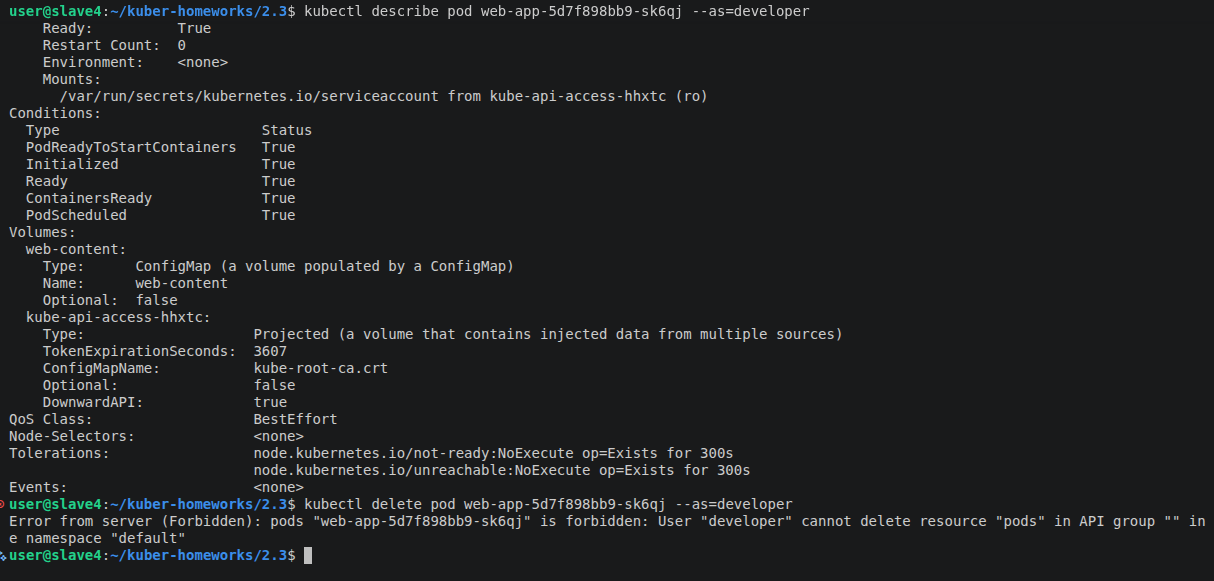 user@slave4:~/kuber-homeworks/2.3$ kubectl describe pod web-app-5d7f898bb9-sk6qj --as=developer
    Ready:          True
    Restart Count:  0
    Environment:    <none>
    Mounts:
      /var/run/secrets/kubernetes.io/serviceaccount from kube-api-access-hhxtc (ro)
Conditions:
  Type                        Status
  PodReadyToStartContainers   True
  Initialized                 True
  Ready                       True
  ContainersReady             True
  PodScheduled                True
Volumes:
  web-content:
    Type:      ConfigMap (a volume populated by a ConfigMap)
    Name:      web-content
    Optional:  false
  kube-api-access-hhxtc:
    Type:                    Projected (a volume that contains injected data from multiple sources)
    TokenExpirationSeconds:  3607
    ConfigMapName:           kube-root-ca.crt
    Optional:                false
    DownwardAPI:             true
QoS Class:                   BestEffort
Node-Selectors:              <none>
Tolerations:                 node.kubernetes.io/not-ready:NoExecute op=Exists for 300s
                             node.kubernetes.io/unreachable:NoExecute op=Exists for 300s
Events:                      <none>
user@slave4:~/kuber-homeworks/2.3$ kubectl delete pod web-app-5d7f898bb9-sk6qj --as=developer
Error from server (Forbidden): pods "web-app-5d7f898bb9-sk6qj" is forbidden: User "developer" cannot delete resource "pods" in API group "" in
e namespace "default"
user@slave4:~/kuber-homeworks/2.3$